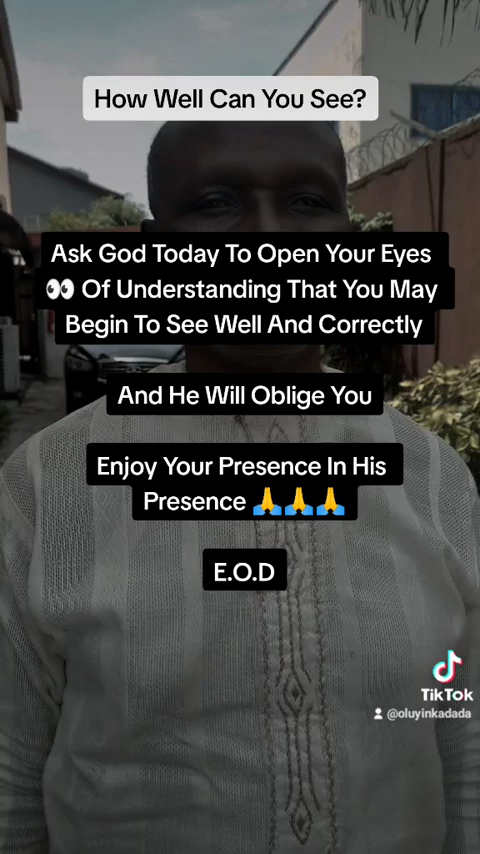 How Well Can You See?
Ask God Today To Open Your Eyes
👀 Of Understanding That You May
Begin To See Well And Correctly
And He Will Oblige You
Enjoy Your Presence In His
Presence 🙏🙏🙏
E.O.D
TikTok
@oluyinkadada